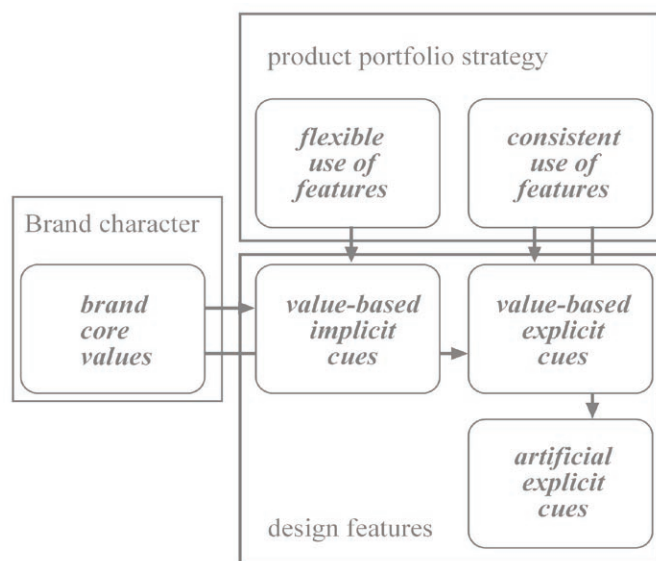 product portfolio strategy
flexible
use of
features
consistent
use of
features
Brand character
brand
core
values
value-based
implicit
cues
value-based
explicit
cues
artificial
explicit
cues
design features